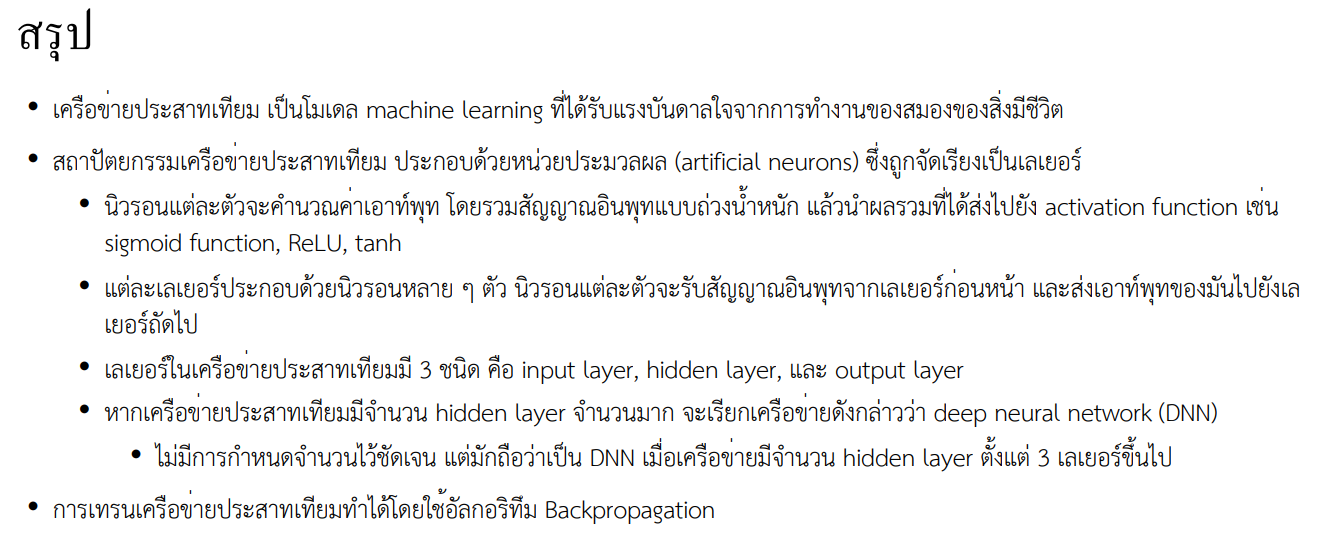 สรุป
• เครือข่ายประสาทเทียม เป็นโมเดล machine learning ที่ได้รับแรงบันดาลใจจากการทำงานของสมองของสิ่งมีชีวิต
• สถาปัตยกรรมเครือข่ายประสาทเทียม ประกอบด้วยหน่วยประมวลผล (artificial neurons) ซึ่งถูกจัดเรียงเป็นเลเยอร์
• นิวรอนแต่ละตัวจะคำนวณค่าเอาท์พุท โดยรวมสัญญาณอินพุทแบบถ่วงน้ำหนัก แล้วนำผลรวมที่ได้ส่งไปยัง activation function เช่น
sigmoid function, ReLU, tanh
• แต่ละเลเยอร์ประกอบด้วยนิวรอนหลาย ๆ ตัว นิวรอนแต่ละตัวจะรับสัญญาณอินพุทจากเลเยอร์ก่อนหน้า และส่งเอาท์พุทของมันไปยังเล
เยอร์ถัดไป
• เลเยอร์ในเครือข่ายประสาทเทียมมี 3 ชนิด คือ input layer, hidden layer, และ output layer
• หากเครือข่ายประสาทเทียมมีจำนวน hidden layer จำนวนมาก จะเรียกเครือข่ายดังกล่าวว่า deep neural network (DNN)
• ไม่มีการกำหนดจำนวนไว้ชัดเจน แต่มักถือว่าเป็น DNN เมื่อเครือข่ายมีจำนวน hidden layer ตั้งแต่ 3 เลเยอร์ขึ้นไป
• การเทรนเครือข่ายประสาทเทียมทำได้โดยใช้อัลกอริทึม Backpropagation